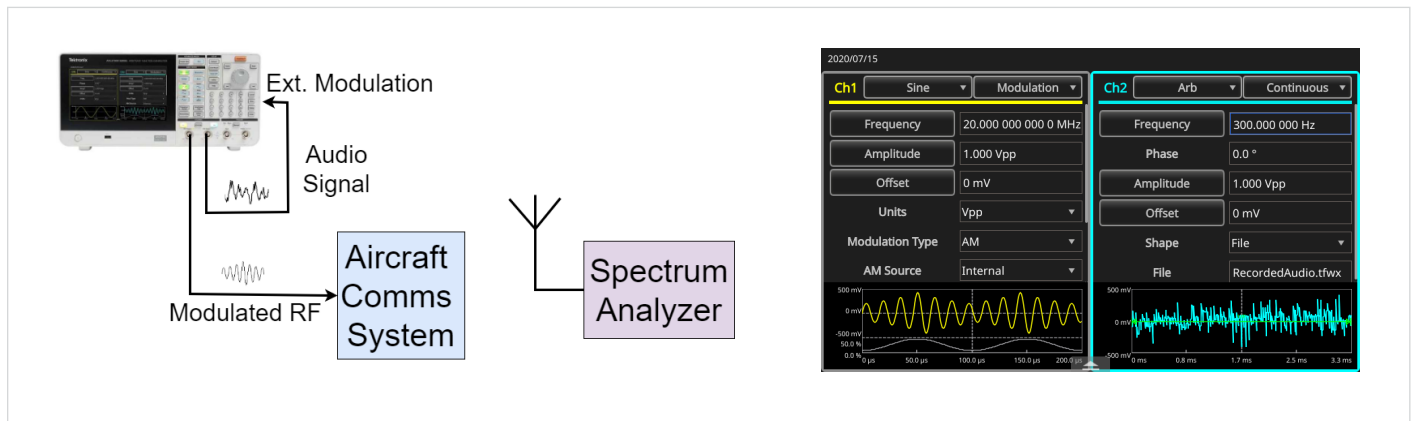 Tektronix
Ext. Modulation
Audio
Signal
Modulated RF
Aircraft
Comms
System
Spectrum
Analyzer
2020/07/15
Ch1 Sine Modulation
Frequency 20.000 000 000 0 MHz
Amplitude 1.000 Vpp
Offset 0 mV
Units Vpp
Modulation Type AM
AM Source Internal
500 mV
0 mV
-500 mV
50.0 %
0.0 %
0 µs 50.0 µs 100.0 µs 150.0 µs 200.0 µs
Ch2 Arb Continuous
Frequency 300.000 000 Hz
Phase 0.0 °
Amplitude 1.000 Vpp
Offset 0 mV
Shape File
File RecordedAudio.tfwx
500 mV
0 mV
-500 mV
0 ms 0.8 ms 1.7 ms 2.5 ms 3.3 ms